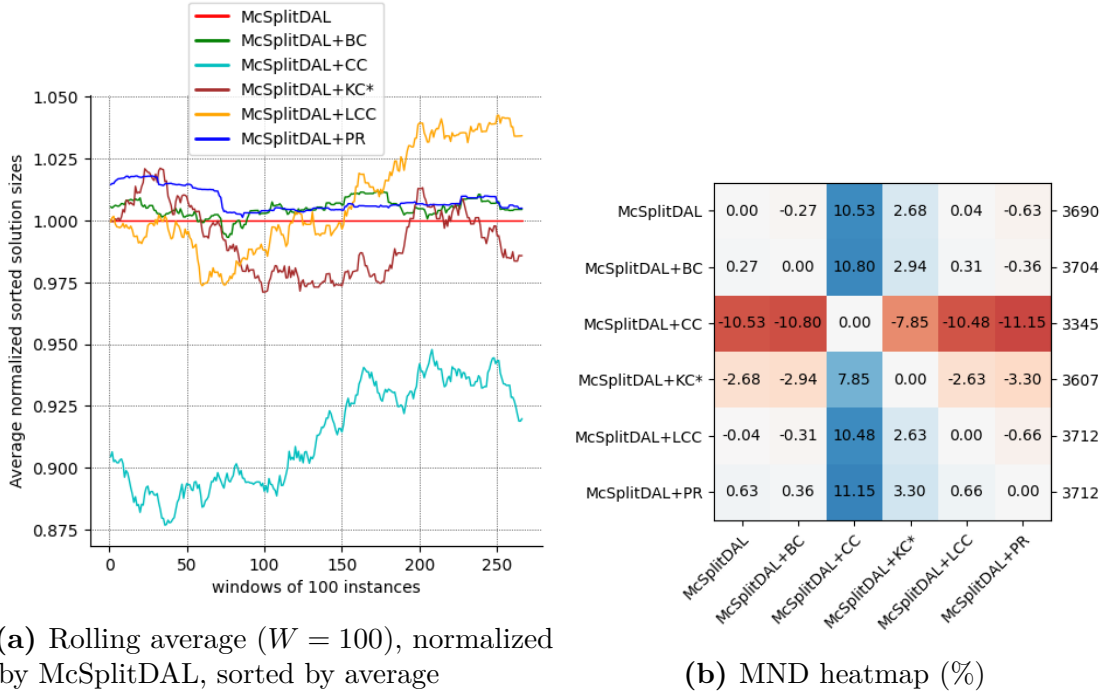 McSplitDAL
McSplitDAL+BC
McSplitDAL+CC
McSplitDAL+KC*
McSplitDAL+LCC
McSplitDAL+PR
Average normalized sorted solution sizes
1.050
1.025
1.000
0.975
0.950
0.925
0.900
0.875
0 50 100 150 200 250
windows of 100 instances
(a) Rolling average (W = 100), normalized
by McSplitDAL, sorted by average
McSplitDAL 0.00 -0.27 10.53 2.68 0.04 -0.63 3690
McSplitDAL+BC 0.27 0.00 10.80 2.94 0.31 -0.36 3704
McSplitDAL+CC -10.53 -10.80 0.00 -7.85 -10.48 -11.15 3345
McSplitDAL+KC* -2.68 -2.94 7.85 0.00 -2.63 -3.30 3607
McSplitDAL+LCC -0.04 -0.31 10.48 2.63 0.00 -0.66 3712
McSplitDAL+PR 0.63 0.36 11.15 3.30 0.66 0.00 3712
McSplitDAL
McSplitDAL+BC
McSplitDAL+CC
McSplitDAL+KC*
McSplitDAL+LCC
McSplitDAL+PR
(b) MND heatmap (%)